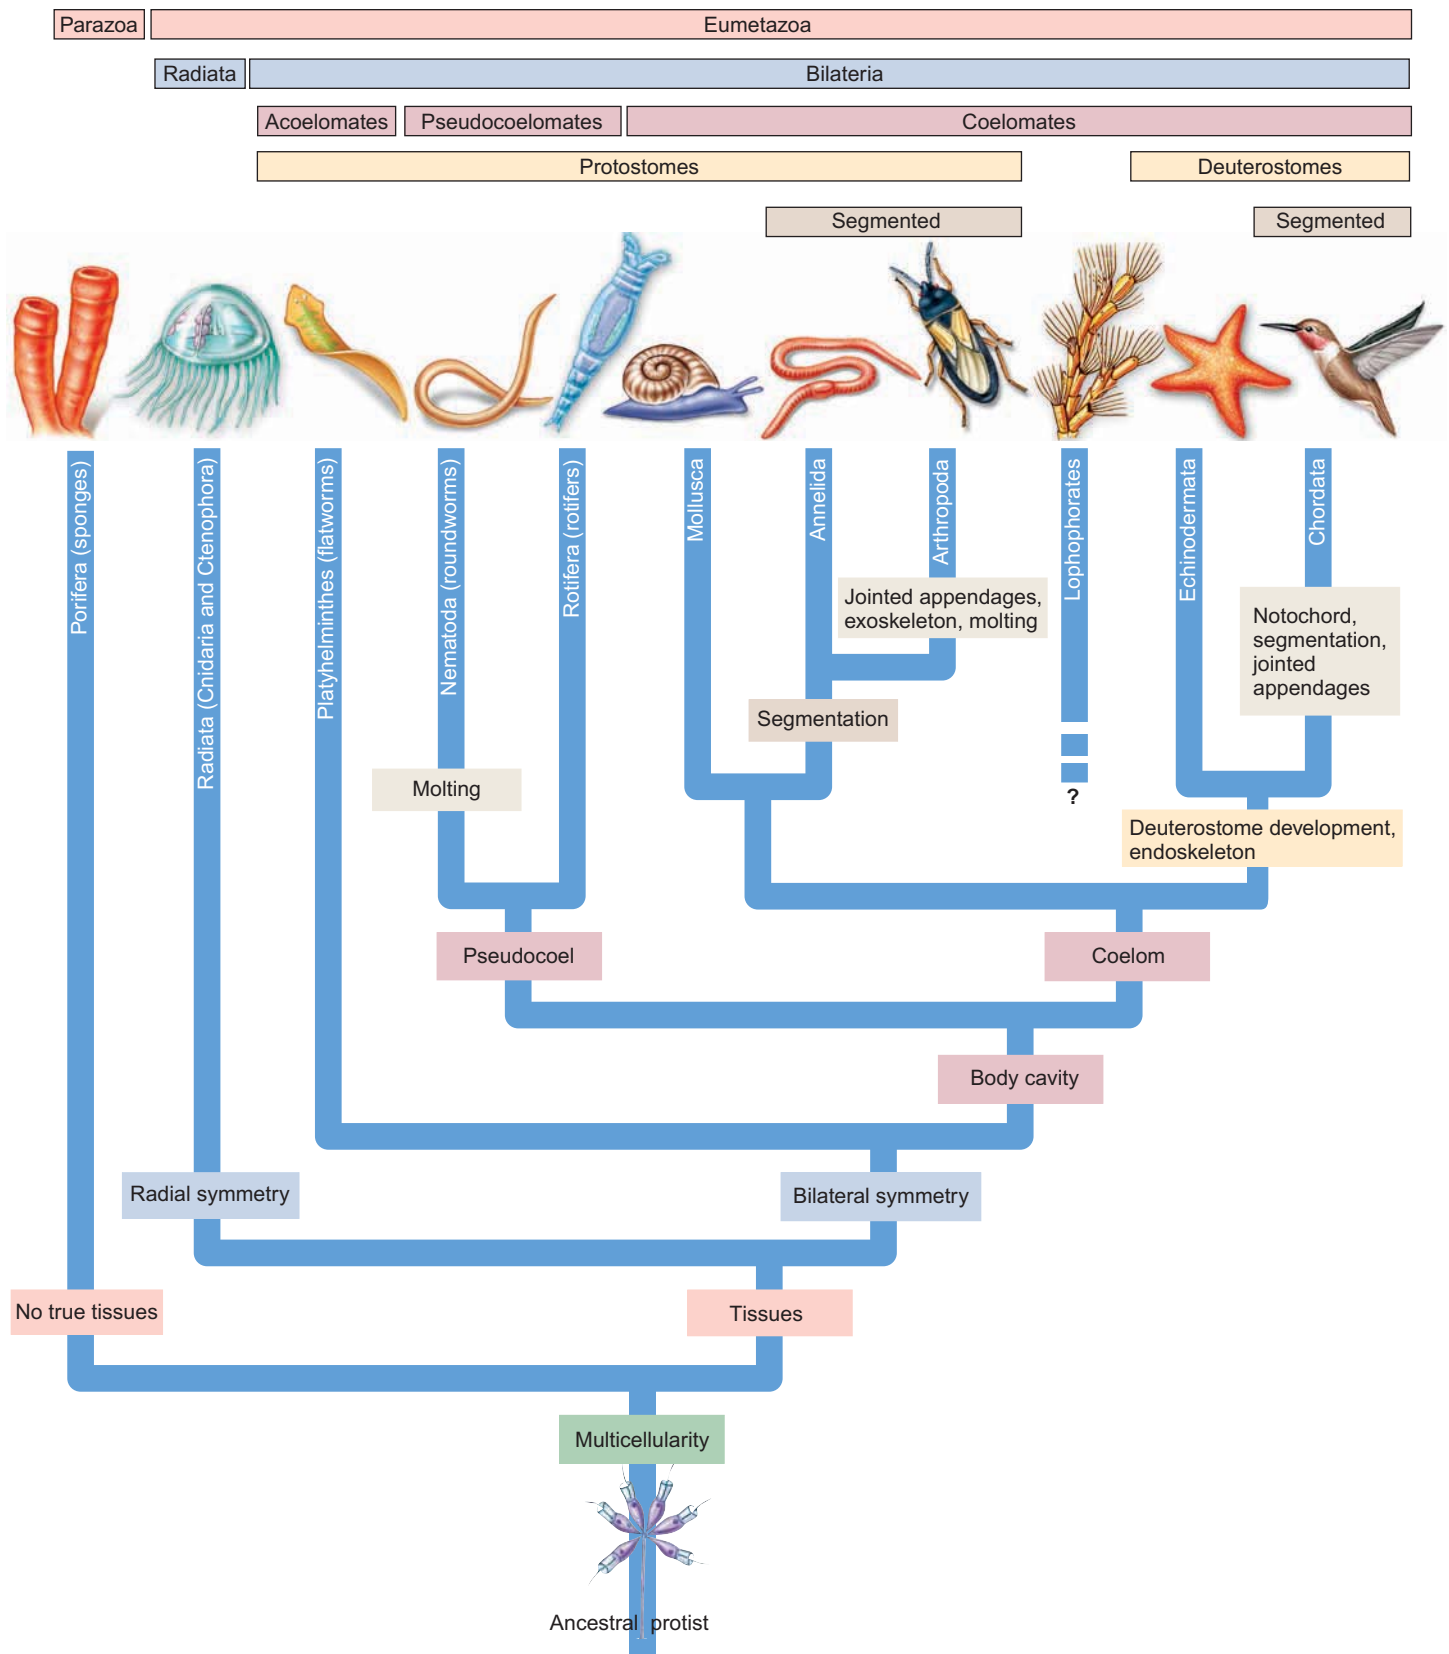 Parazoa
Eumetazoa
Radiata
Bilateria
Acoelomates
Pseudocoelomates
Coelomates
Protostomes
Deuterostomes
Segmented
Segmented
Porifera (sponges)
Radiata (Cnidaria and Ctenophora)
Platyhelminthes (flatworms)
Nematoda (roundworms)
Rotifera (rotifers)
Mollusca
Annelida
Arthropoda
Lophophorates
Echinodermata
Chordata
Jointed appendages,
exoskeleton, molting
Notochord,
segmentation,
jointed
appendages
Segmentation
Molting
?
Deuterostome development,
endoskeleton
Pseudocoel
Coelom
Body cavity
Radial symmetry
Bilateral symmetry
No true tissues
Tissues
Multicellularity
Ancestral protist